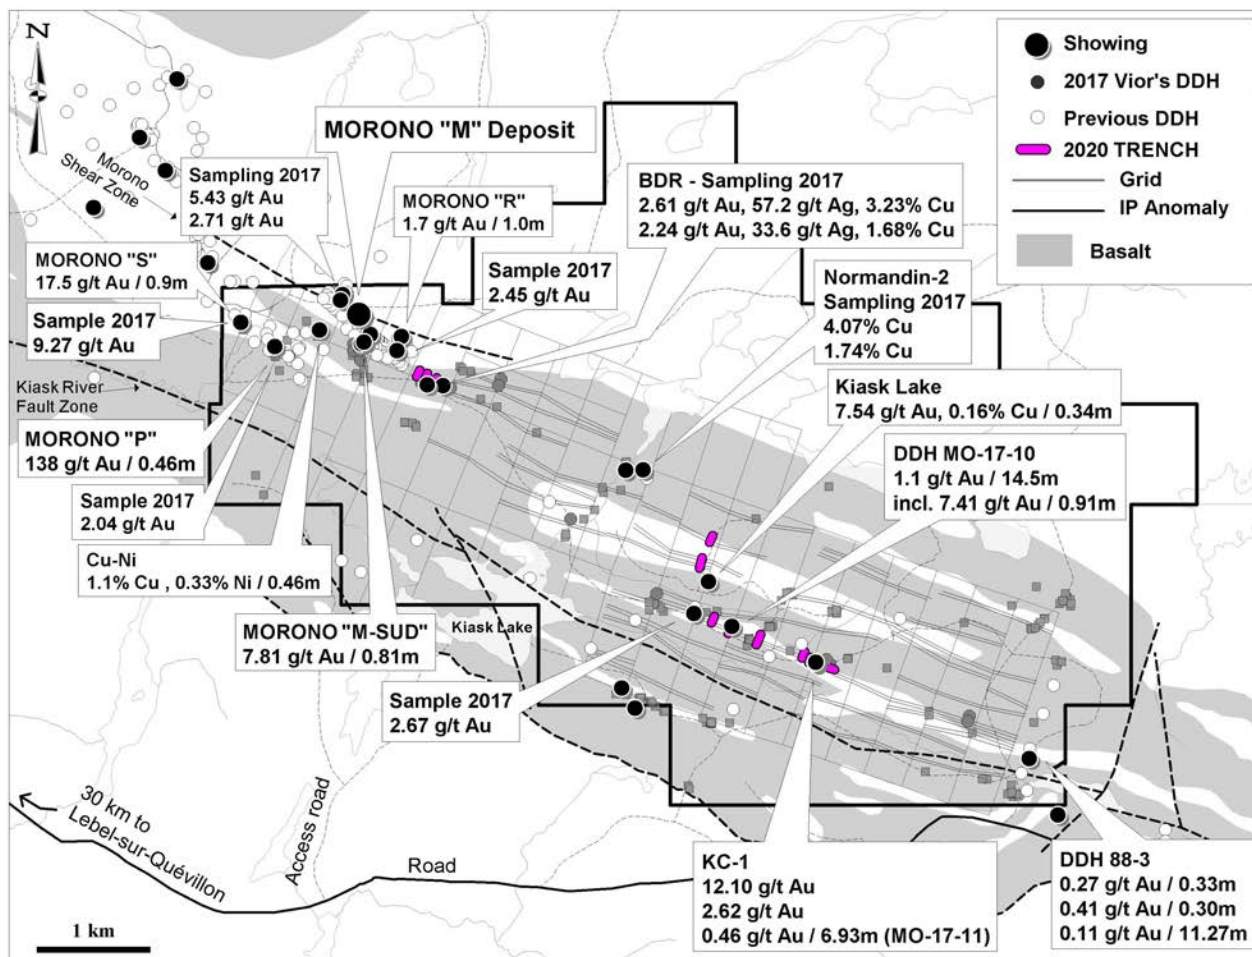 N
Showing
2017 Vior's DDH
Previous DDH
2020 TRENCH
Grid
IP Anomaly
Basalt
MORONO "M" Deposit
Morono
Shear Zone
Sampling 2017
5.43 g/t Au
2.71 g/t Au
MORONO "R"
1.7 g/t Au / 1.0m
BDR - Sampling 2017
2.61 g/t Au, 57.2 g/t Ag, 3.23% Cu
2.24 g/t Au, 33.6 g/t Ag, 1.68% Cu
MORONO "S"
17.5 g/t Au / 0.9m
Sample 2017
2.45 g/t Au
Normandin-2
Sampling 2017
4.07% Cu
1.74% Cu
Sample 2017
9.27 g/t Au
Kiask River
Fault Zone
Kiask Lake
7.54 g/t Au, 0.16% Cu / 0.34m
MORONO "P"
138 g/t Au / 0.46m
DDH MO-17-10
1.1 g/t Au / 14.5m
incl. 7.41 g/t Au / 0.91m
Sample 2017
2.04 g/t Au
Cu-Ni
1.1% Cu , 0.33% Ni / 0.46m
MORONO "M-SUD"
7.81 g/t Au / 0.81m
Kiask Lake
Sample 2017
2.67 g/t Au
30 km to
Lebel-sur-Quévillon
Access road
Road
KC-1
12.10 g/t Au
2.62 g/t Au
0.46 g/t Au / 6.93m (MO-17-11)
DDH 88-3
0.27 g/t Au / 0.33m
0.41 g/t Au / 0.30m
0.11 g/t Au / 11.27m
1 km